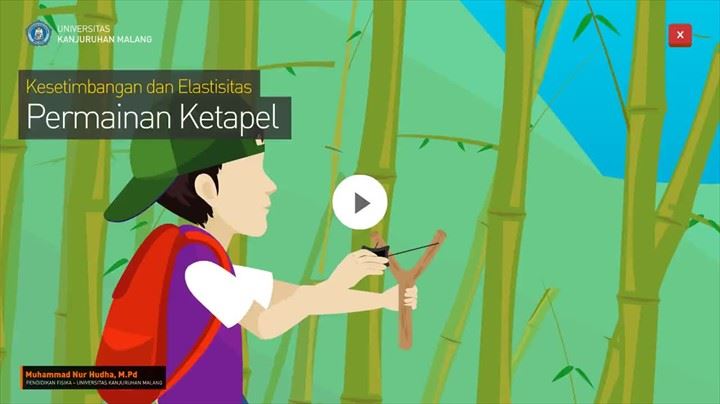 UNIVERSITAS
KANJURUHAN MALANG
X
Kesetimbangan dan Elastisitas
Permainan Ketapel
Muhammad Nur Hudha, M.Pd
PENDIDIKAN FISIKA – UNIVERSITAS KANJURUHAN MALANG